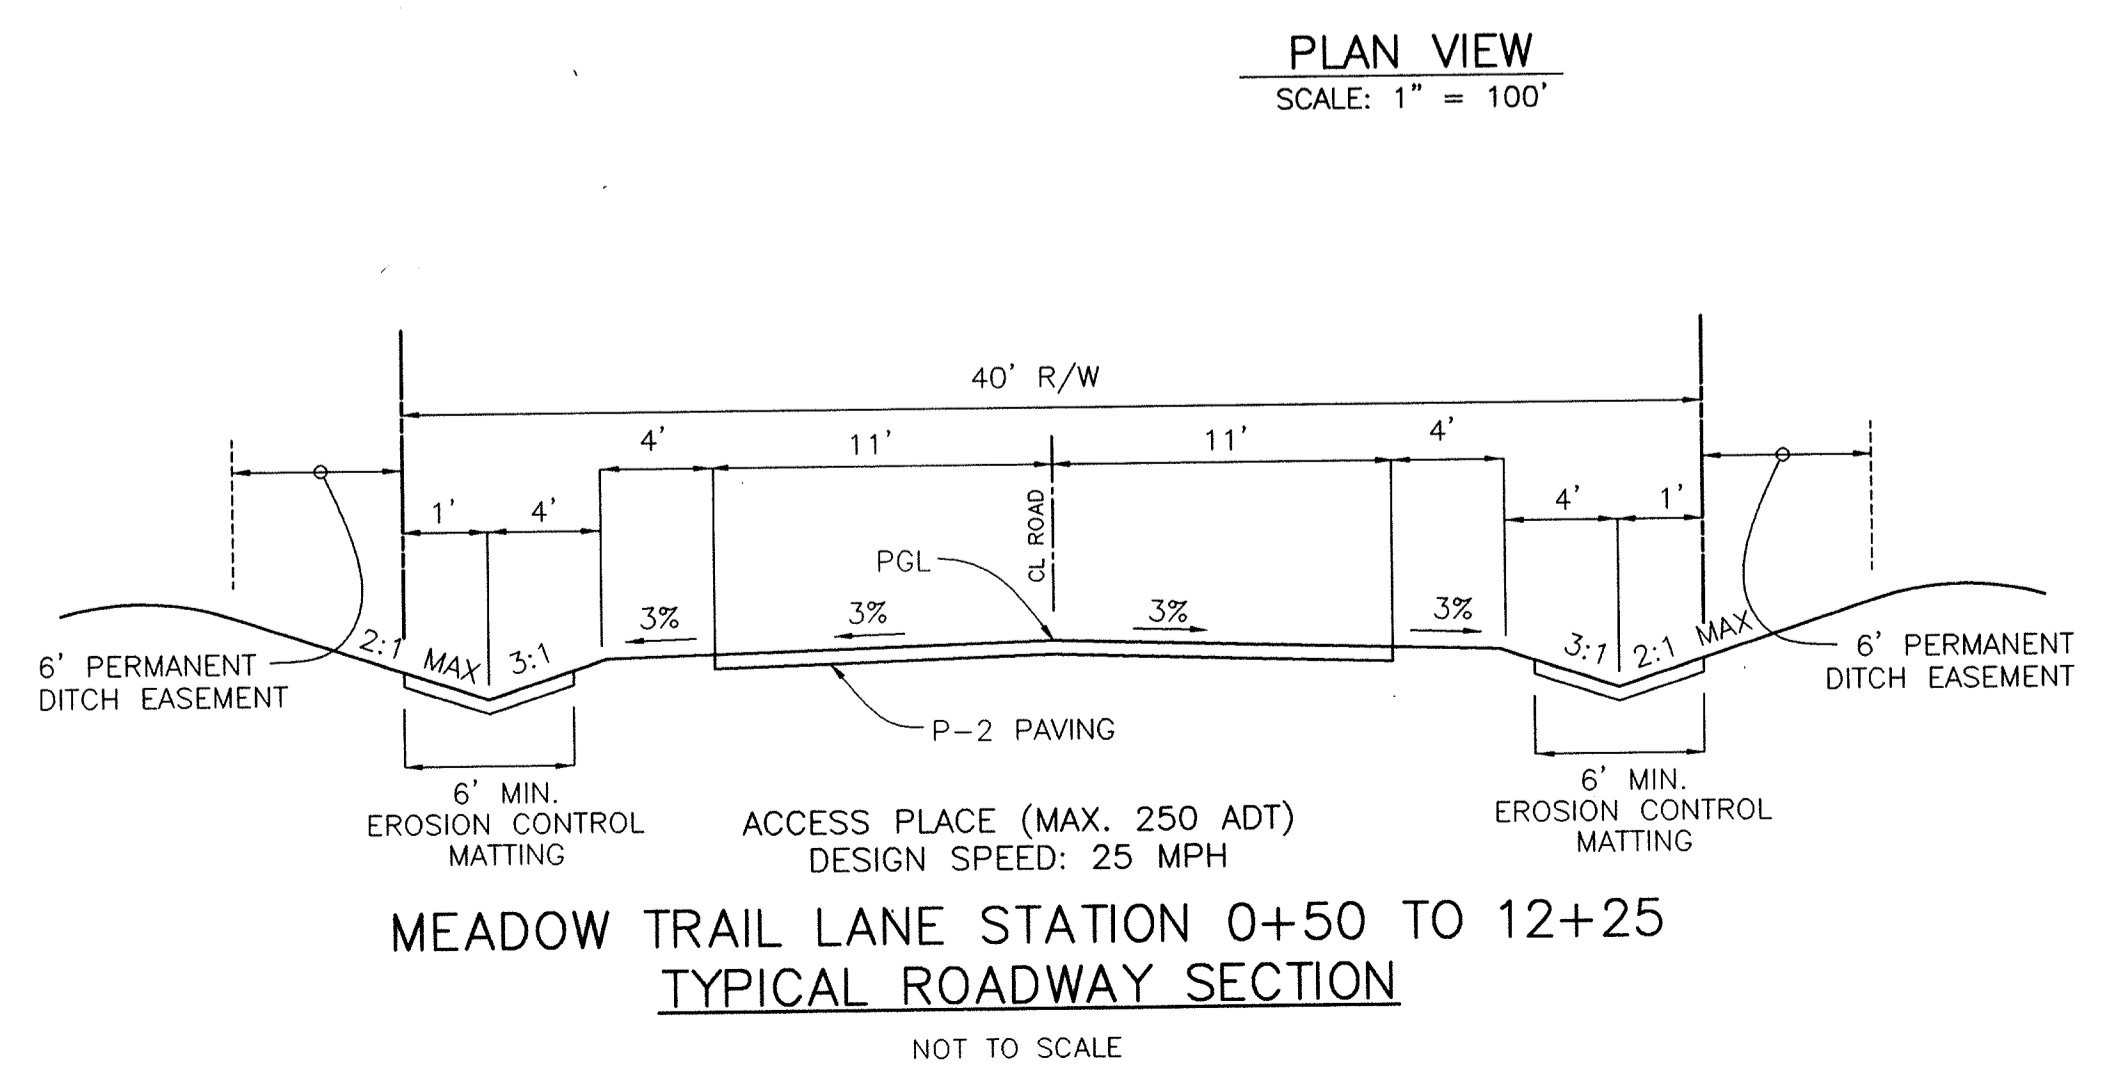 PLAN VIEW
SCALE: 1" = 100'
40' R/W
4'
11'
11'
4'
1'
4'
4'
1'
CL ROAD
PGL
3%
3%
3%
3%
2:1 MAX
3:1
3:1
2:1 MAX
6' PERMANENT
DITCH EASEMENT
6' PERMANENT
DITCH EASEMENT
P-2 PAVING
6' MIN.
EROSION CONTROL
MATTING
6' MIN.
EROSION CONTROL
MATTING
ACCESS PLACE (MAX. 250 ADT)
DESIGN SPEED: 25 MPH
MEADOW TRAIL LANE STATION 0+50 TO 12+25
TYPICAL ROADWAY SECTION
NOT TO SCALE